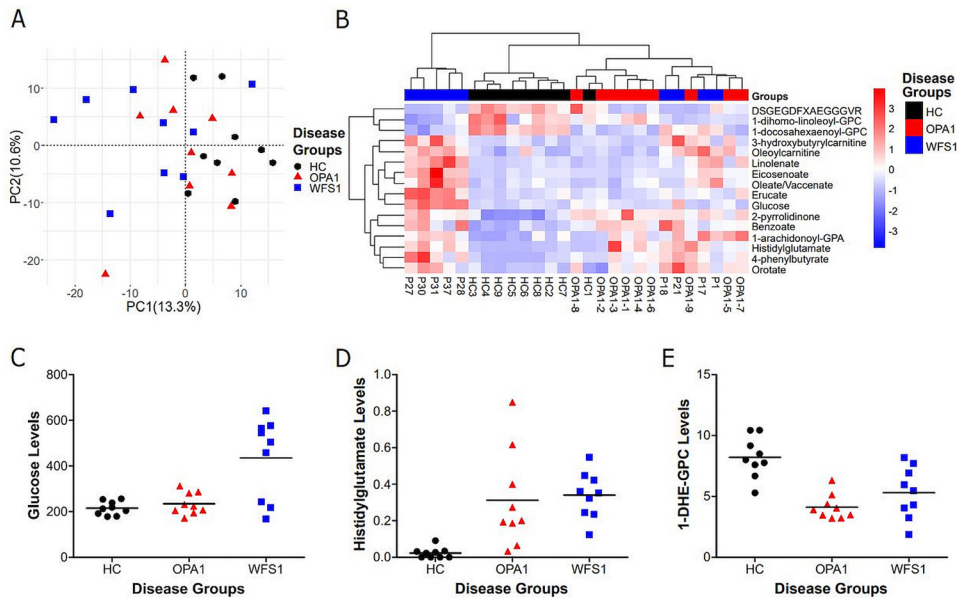 A
PC2(10.6%)
10
0
-10
-20
-20
-10
0
10
PC1(13.3%)
Disease
Groups
HC
OPA1
WFS1
B
Groups
DSGEGDFXAEGGGVR
1-dihomo-linoleoyl-GPC
1-docosahexaenoyl-GPC
3-hydroxybutyrylcarnitine
Oleoylcarnitine
Linolenate
Eicosenoate
Oleate/Vaccenate
Erucate
Glucose
2-pyrrolidinone
Benzoate
1-arachidonoyl-GPA
Histidylglutamate
4-phenylbutyrate
Orotate
P27
P30
P31
P37
P28
HC3
HC4
HC9
HC5
HC6
HC8
HC2
HC7
OPA1-8
HC1
OPA1-2
OPA1-3
OPA1-1
OPA1-4
OPA1-6
P18
P21
OPA1-9
P17
P1
OPA1-5
OPA1-7
3
2
1
0
-1
-2
-3
Disease
Groups
HC
OPA1
WFS1
C
Glucose Levels
800
600
400
200
0
HC OPA1 WFS1
Disease Groups
D
Histidylglutamate Levels
1.0
0.8
0.6
0.4
0.2
0.0
HC OPA1 WFS1
Disease Groups
E
1-DHE-GPC Levels
15
10
5
0
HC OPA1 WFS1
Disease Groups